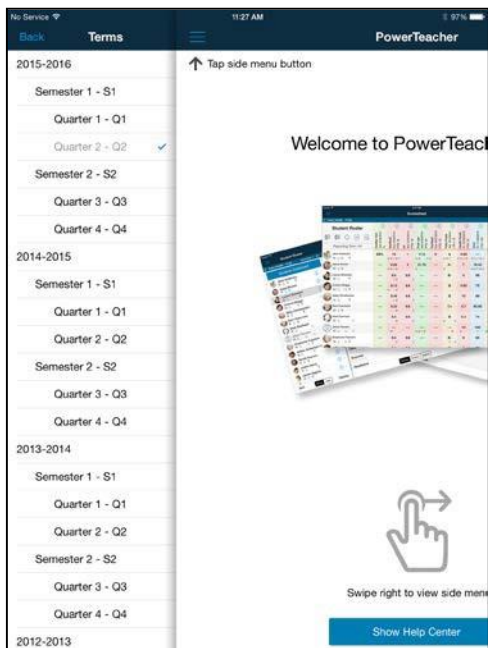 No Service
11:27 AM
97%
Back
Terms
PowerTeacher
2015-2016
Tap side menu button
Semester 1 - S1
Quarter 1 - Q1
Quarter 2 - Q2
Semester 2 - S2
Quarter 3 - Q3
Quarter 4 - Q4
2014-2015
Semester 1 - S1
Quarter 1 - Q1
Quarter 2 - Q2
Semester 2 - S2
Quarter 3 - Q3
Quarter 4 - Q4
2013-2014
Semester 1 - S1
Quarter 1 - Q1
Quarter 2 - Q2
Semester 2 - S2
Quarter 3 - Q3
Quarter 4 - Q4
2012-2013
Welcome to PowerTeac
Student Roster
Swipe right to view side men
Show Help Center